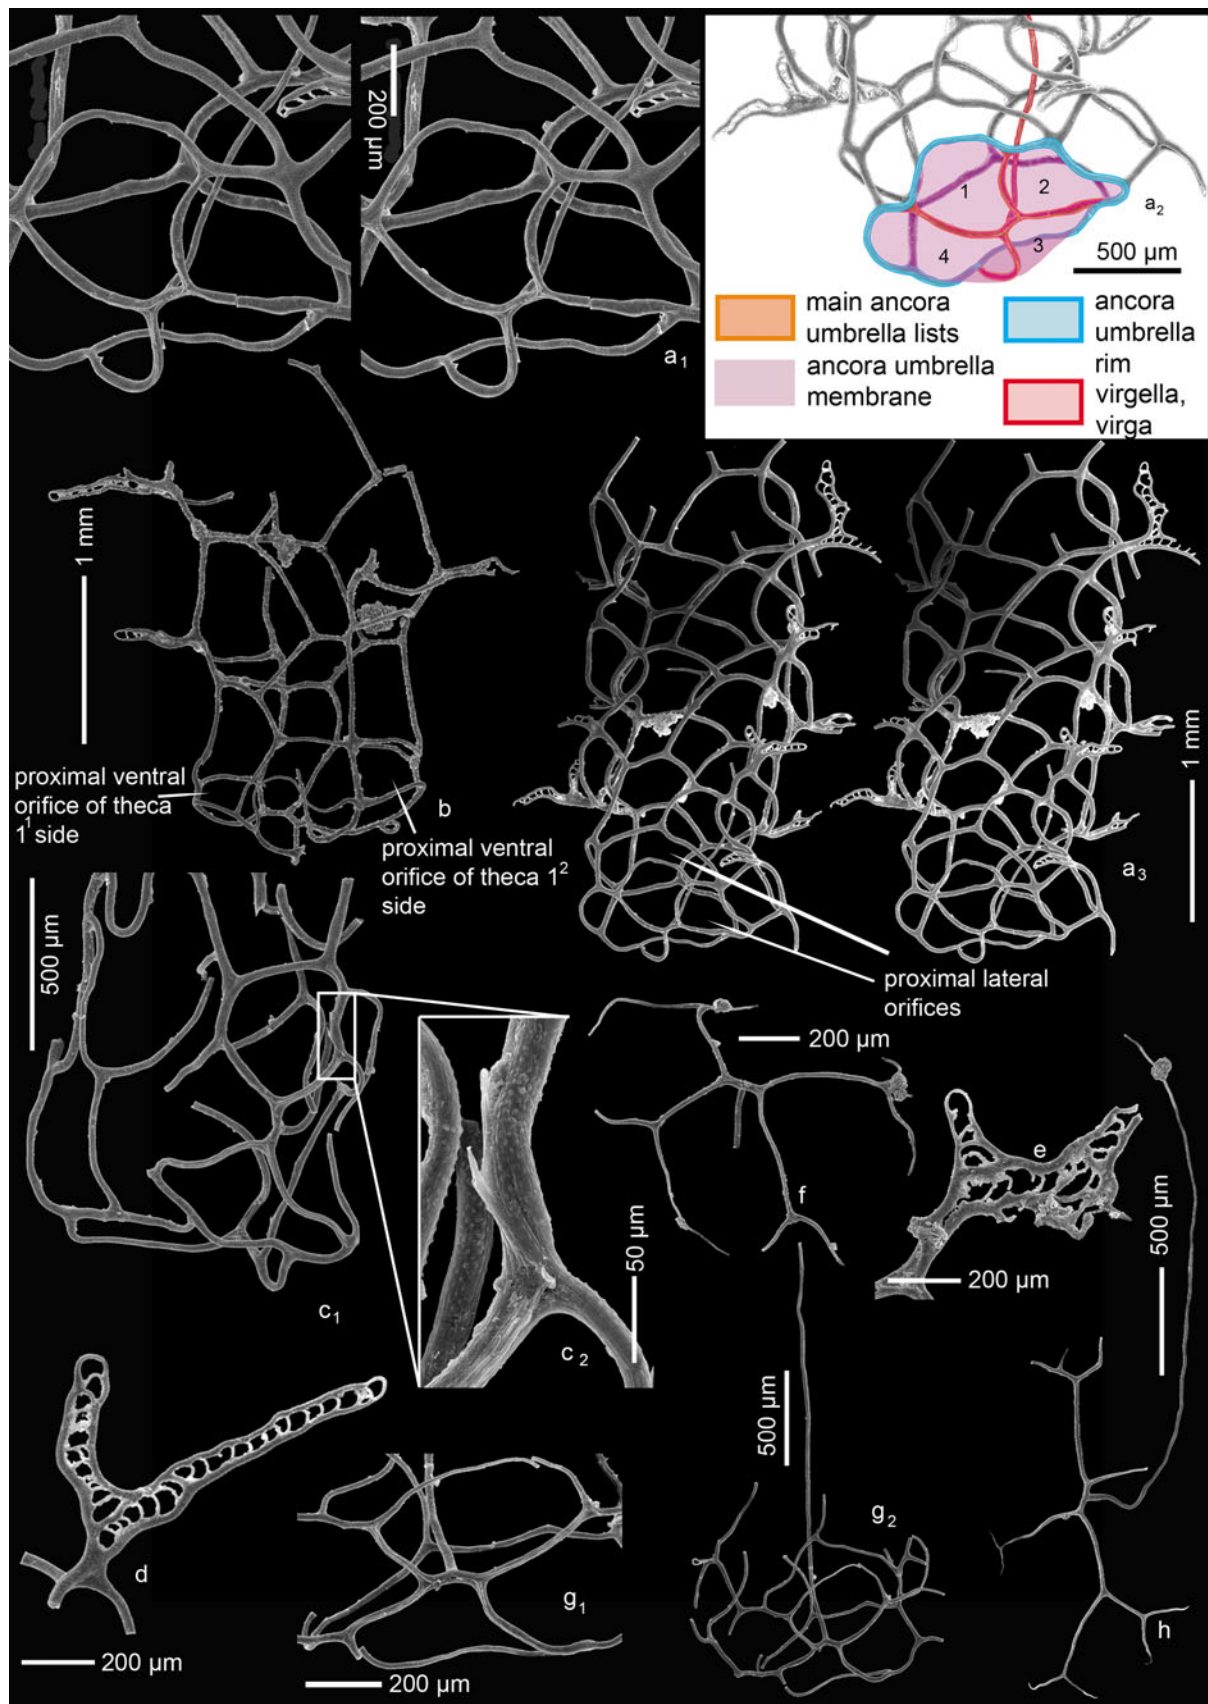 200 µm
a1
1
2
3
4
a2
500 µm
main ancora
umbrella lists
ancora umbrella
membrane
ancora
umbrella
rim
virgella,
virga
1 mm
proximal ventral
orifice of theca
1¹ side
b
proximal ventral
orifice of theca 1²
side
a3
1 mm
proximal lateral
orifices
500 µm
c1
c2
50 µm
200 µm
f
e
200 µm
500 µm
d
200 µm
g1
200 µm
500 µm
g2
h